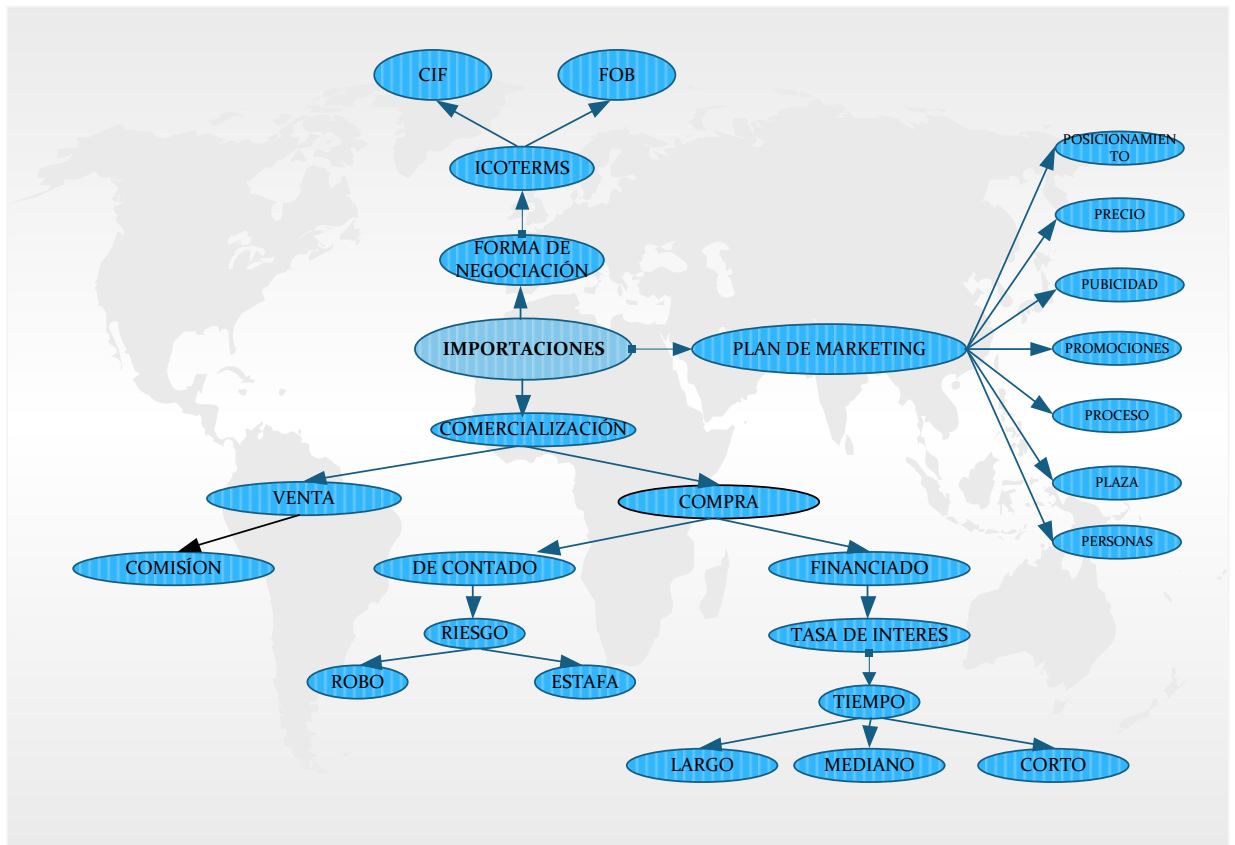 CIF
FOB
POSICIONAMIEN
TO
ICOTERMS
PRECIO
FORMA DE
NEGOCIACIÓN
PUBICIDAD
IMPORTACIONES
PLAN DE MARKETING
PROMOCIONES
COMERCIALIZACIÓN
PROCESO
VENTA
COMPRA
PLAZA
PERSONAS
COMISÍON
DE CONTADO
FINANCIADO
RIESGO
TASA DE INTERES
ROBO
ESTAFA
TIEMPO
LARGO
MEDIANO
CORTO